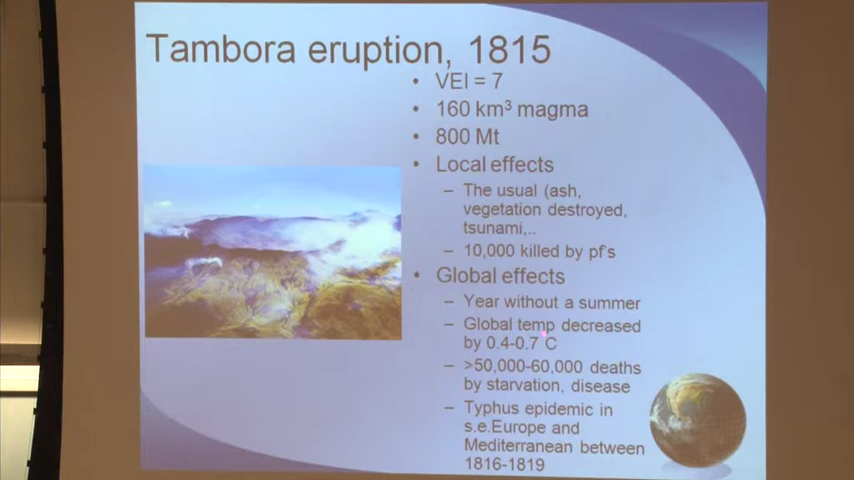 Tambora eruption, 1815
• VEI = 7
• 160 km³ magma
• 800 Mt
• Local effects
– The usual (ash,
vegetation destroyed,
tsunami,..
– 10,000 killed by pf's
• Global effects
– Year without a summer
– Global temp decreased
by 0.4-0.7 C
– >50,000-60,000 deaths
by starvation, disease
– Typhus epidemic in
s.e.Europe and
Mediterranean between
1816-1819